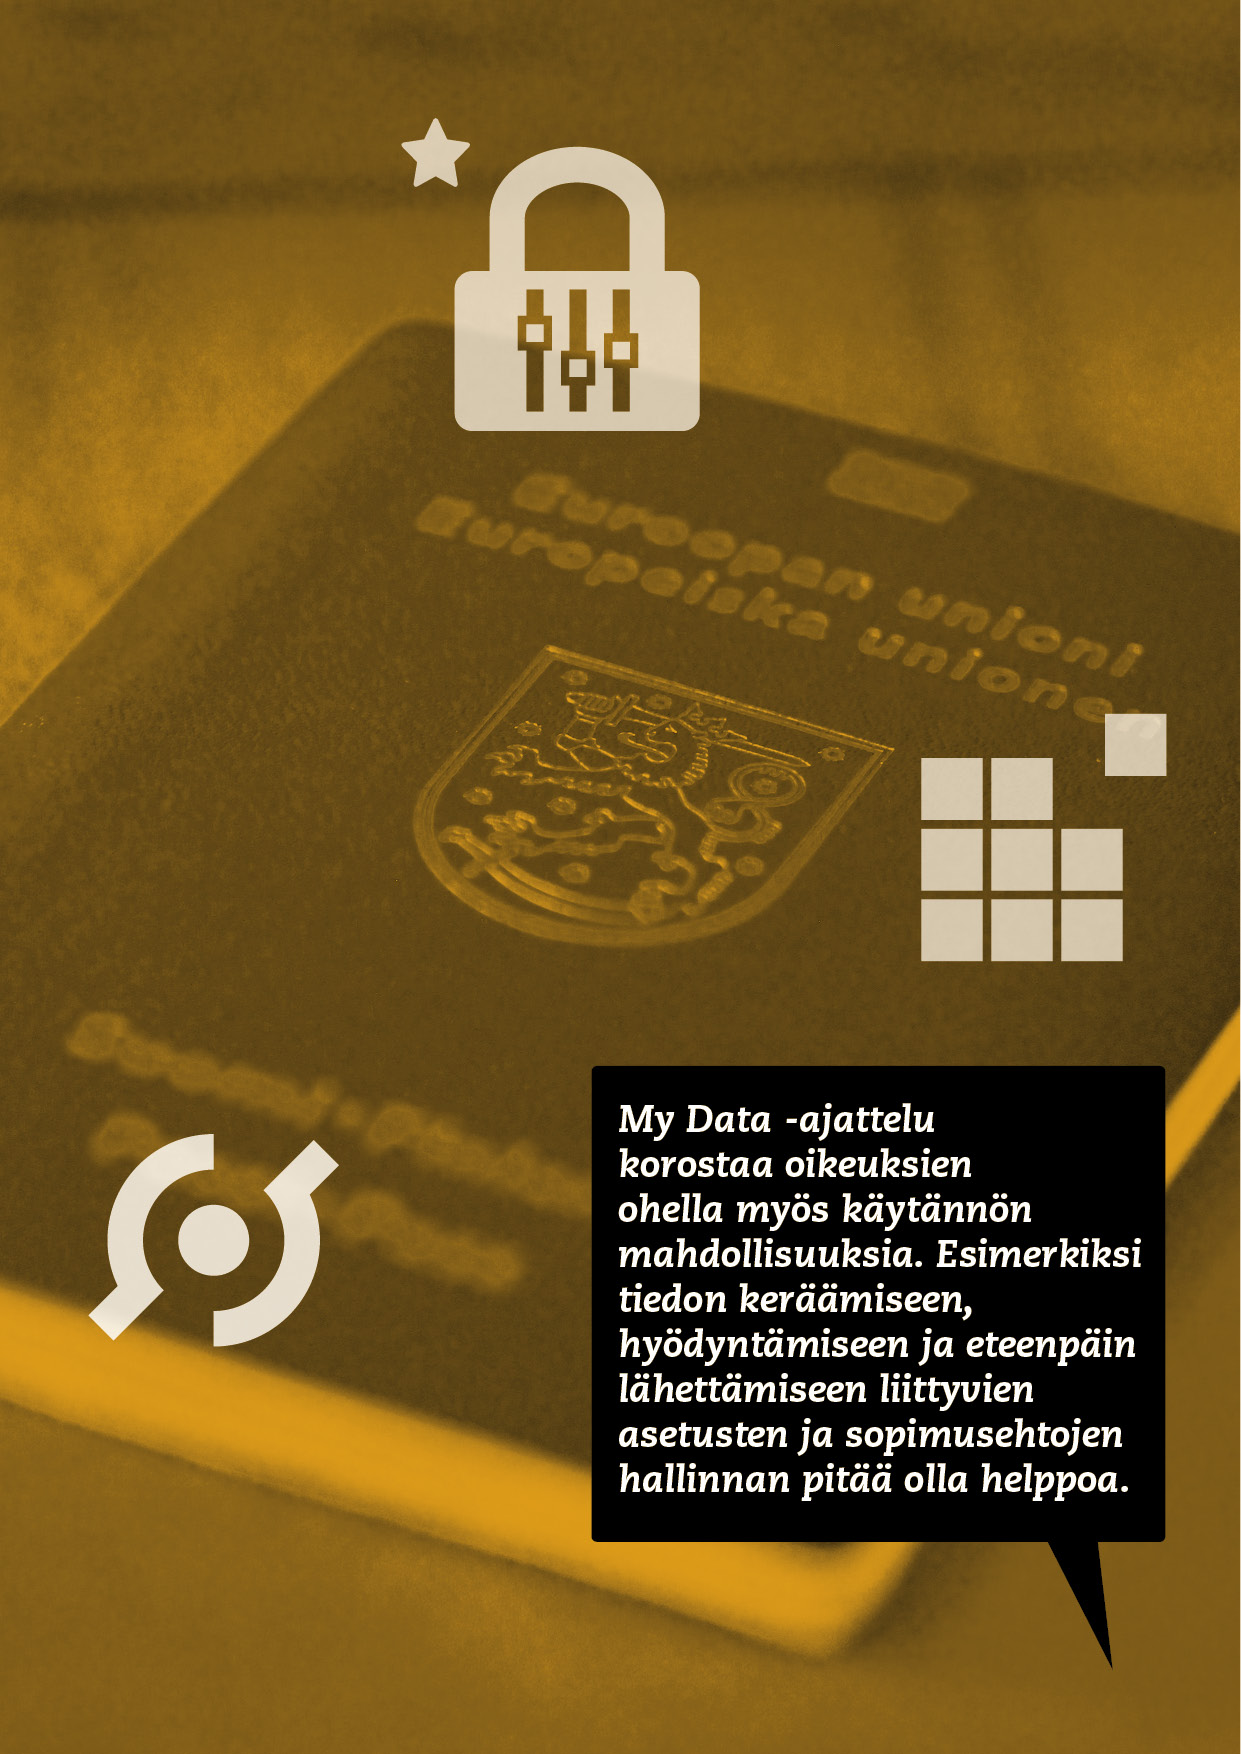 Euroopan unioni
Europeiska unionen
My Data -ajattelu
korostaa oikeuksien
ohella myös käytännön
mahdollisuuksia. Esimerkiksi
tiedon keräämiseen,
hyödyntämiseen ja eteenpäin
lähettämiseen liittyvien
asetusten ja sopimusehtojen
hallinnan pitää olla helppoa.